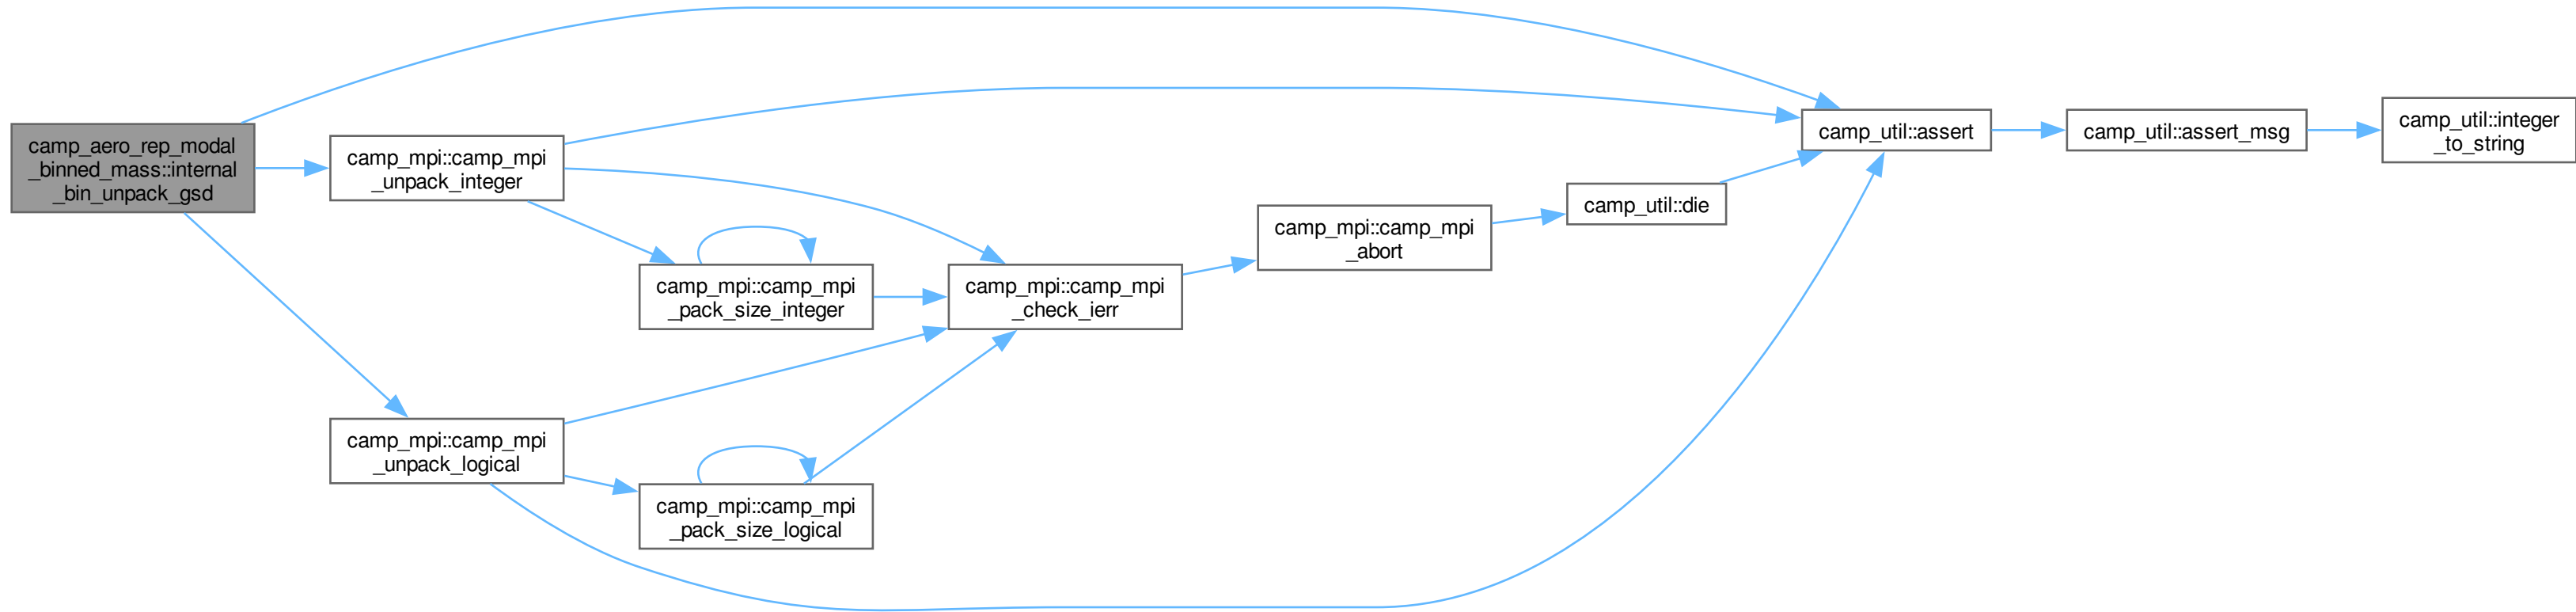 camp_aero_rep_modal
_binned_mass::internal
_bin_unpack_gsd
camp_mpi::camp_mpi
_unpack_integer
camp_mpi::camp_mpi
_unpack_logical
camp_mpi::camp_mpi
_pack_size_integer
camp_mpi::camp_mpi
_pack_size_logical
camp_mpi::camp_mpi
_check_ierr
camp_mpi::camp_mpi
_abort
camp_util::die
camp_util::assert
camp_util::assert_msg
camp_util::integer
_to_string